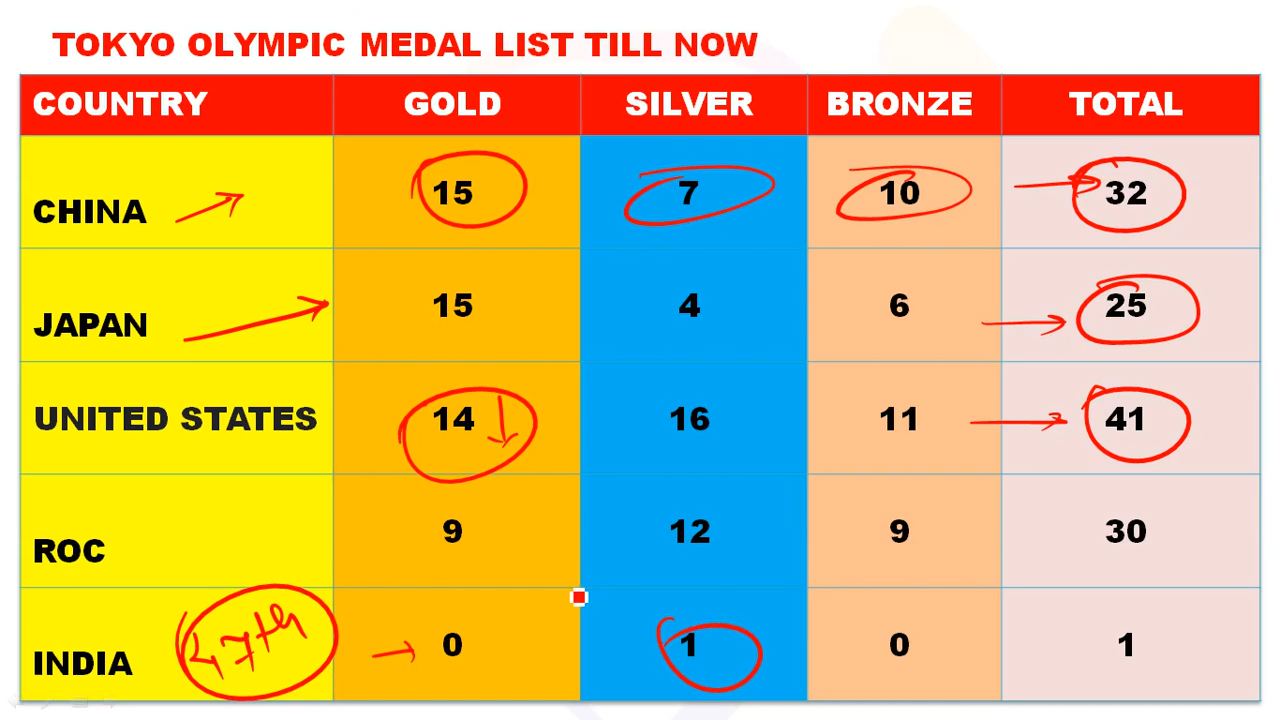 TOKYO OLYMPIC MEDAL LIST TILL NOW
COUNTRY GOLD SILVER BRONZE TOTAL
CHINA 15 7 10 32
JAPAN 15 4 6 25
UNITED STATES 14 16 11 41
ROC 9 12 9 30
INDIA 47th 0 1 0 1